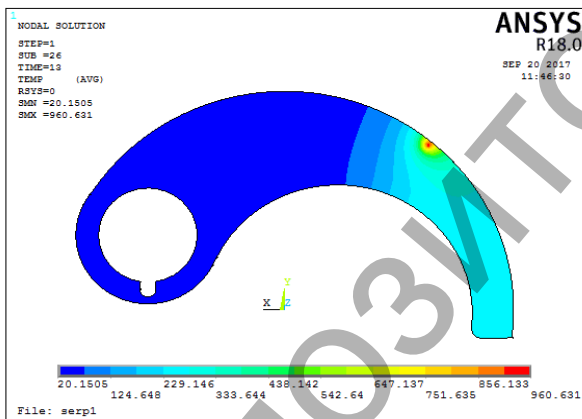 1
NODAL SOLUTION
STEP=1
SUB =26
TIME=13
TEMP (AVG)
RSYS=0
SMN =20.1505
SMX =960.631
ANSYS
R18.0
SEP 20 2017
11:46:30
Y
X Z
20.1505 229.146 438.142 647.137 856.133
124.648 333.644 542.64 751.635 960.631
File: serp1
ОЗИТО